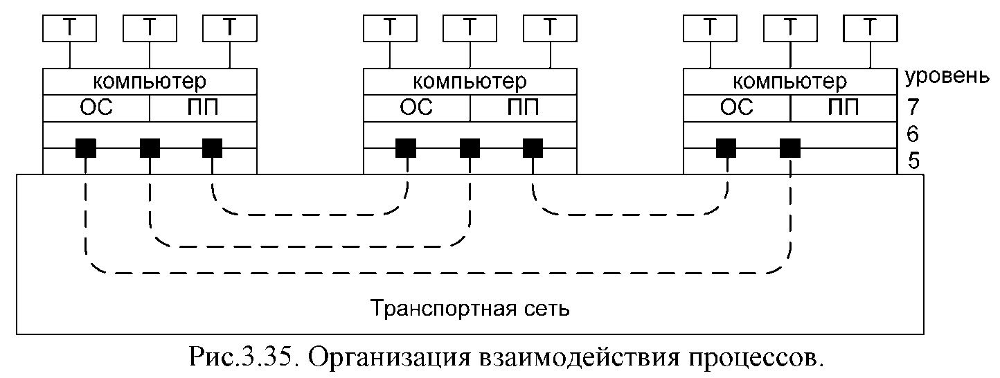 Т Т Т Т Т Т Т Т Т
компьютер компьютер компьютер уровень
ОС ПП ОС ПП ОС ПП 7
6
5
Транспортная сеть
Рис.3.35. Организация взаимодействия процессов.